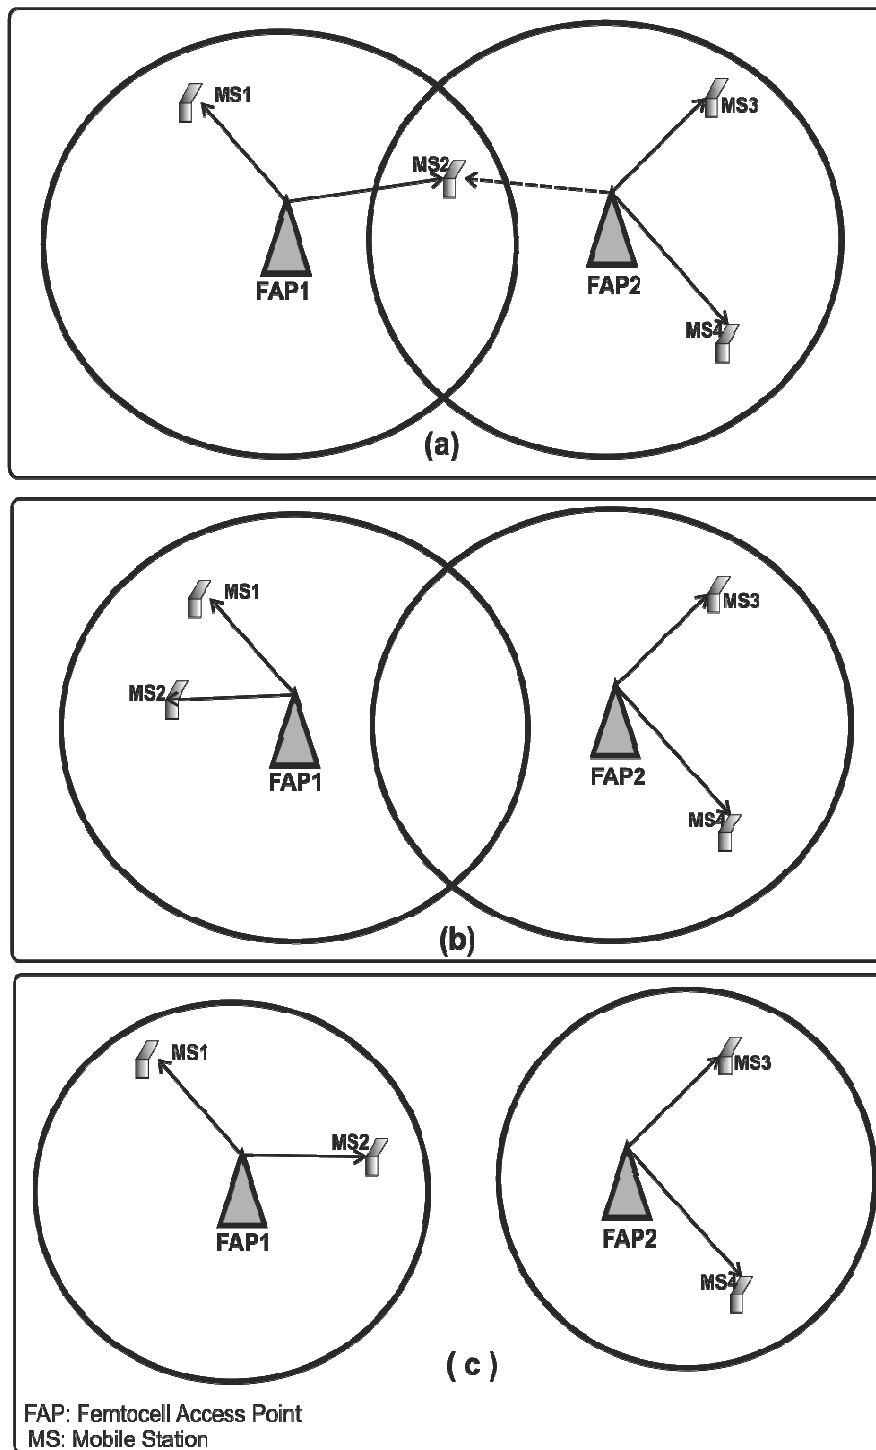 MS1
MS2
MS3
FAP1
FAP2
MS4
(a)
MS1
MS2
MS3
FAP1
FAP2
MS4
(b)
MS1
MS2
MS3
FAP1
FAP2
MS4
( c )
FAP: Femtocell Access Point
MS: Mobile Station